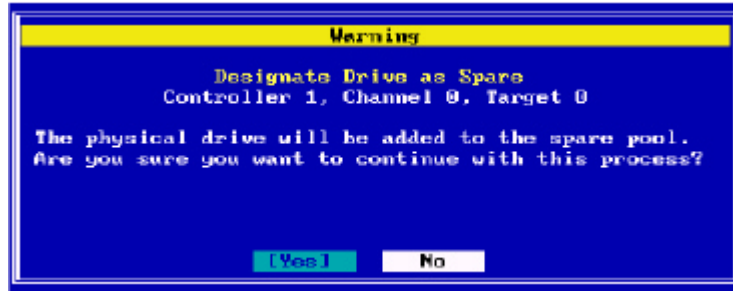 Warning
Designate Drive as Spare
Controller 1, Channel 0, Target 0
The physical drive will be added to the spare pool.
Are you sure you want to continue with this process?
[Yes] No